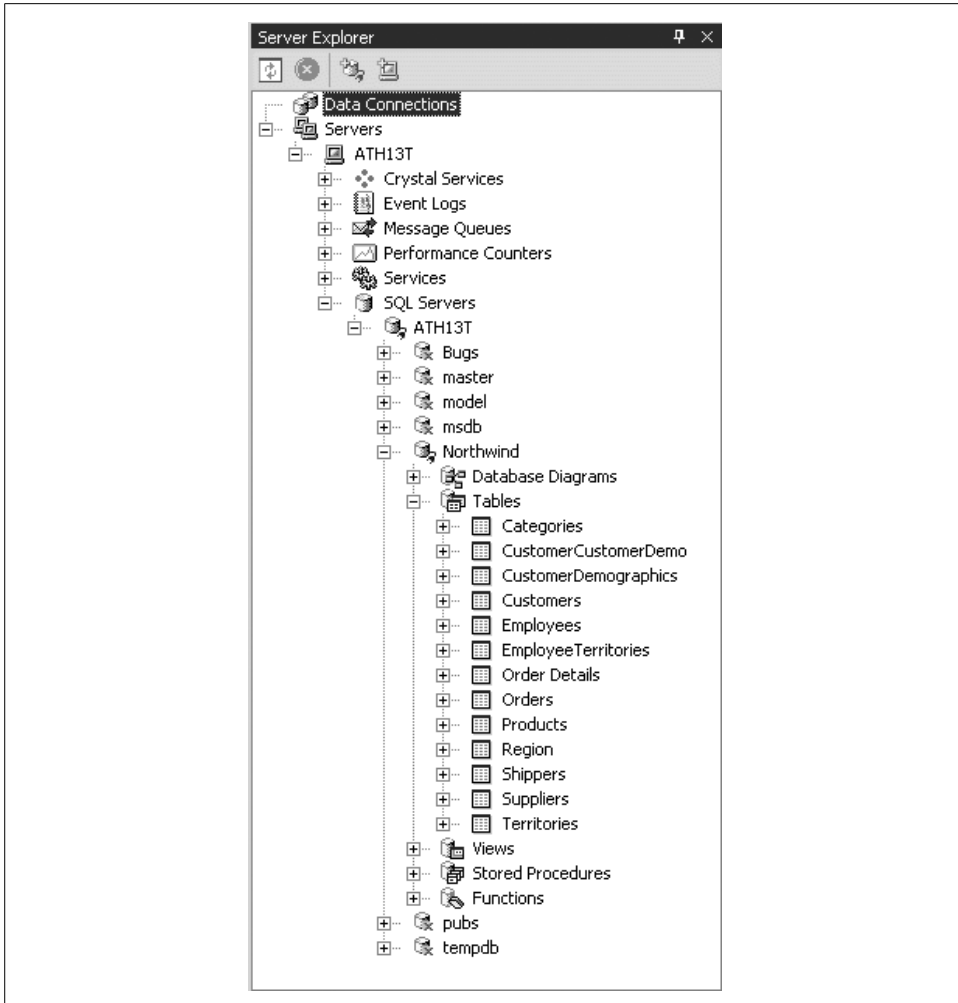 Server Explorer
Data Connections
Servers
ATH13T
Crystal Services
Event Logs
Message Queues
Performance Counters
Services
SQL Servers
ATH13T
Bugs
master
model
msdb
Northwind
Database Diagrams
Tables
Categories
CustomerCustomerDemo
CustomerDemographics
Customers
Employees
EmployeeTerritories
Order Details
Orders
Products
Region
Shippers
Suppliers
Territories
Views
Stored Procedures
Functions
pubs
tempdb